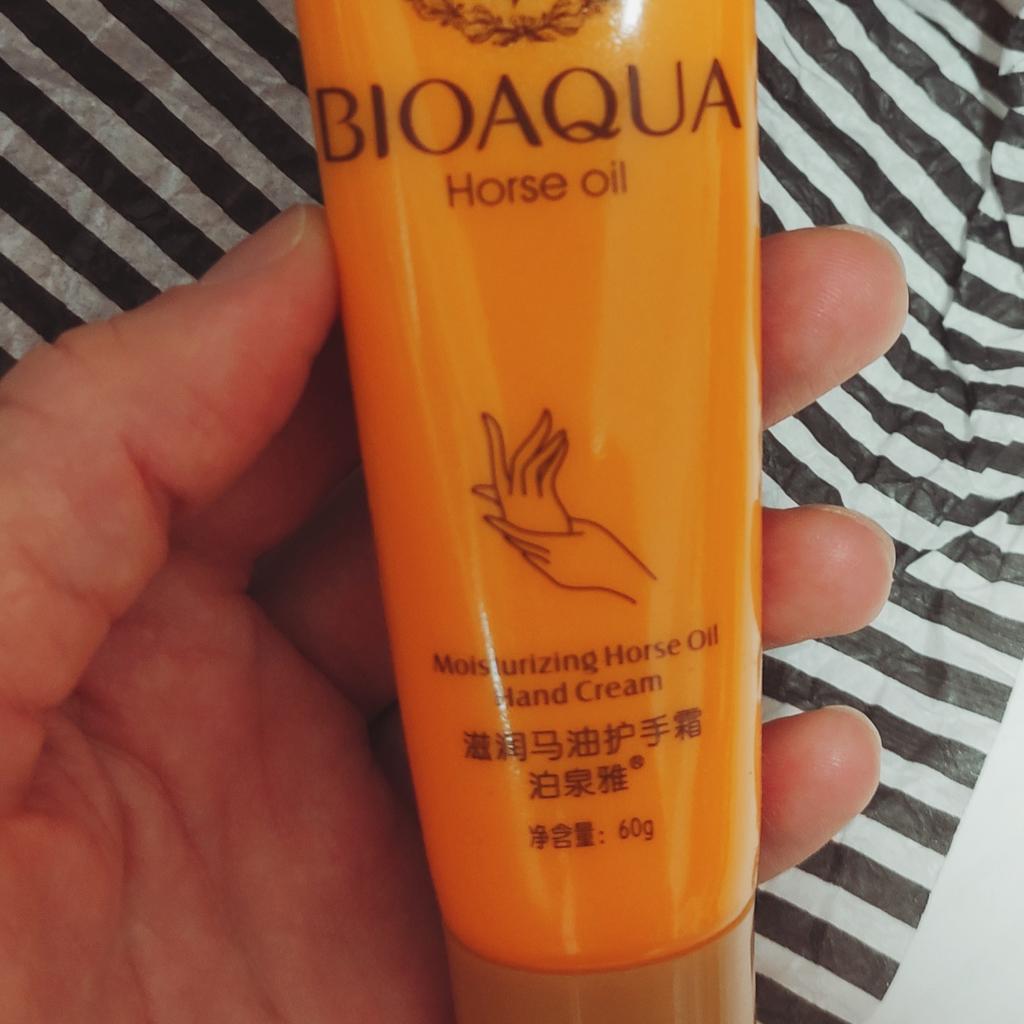 BIOAQUA
Horse oil
Moisturizing Horse Oil
Hand Cream
滋润马油护手霜
泊泉雅®
净含量: 60g